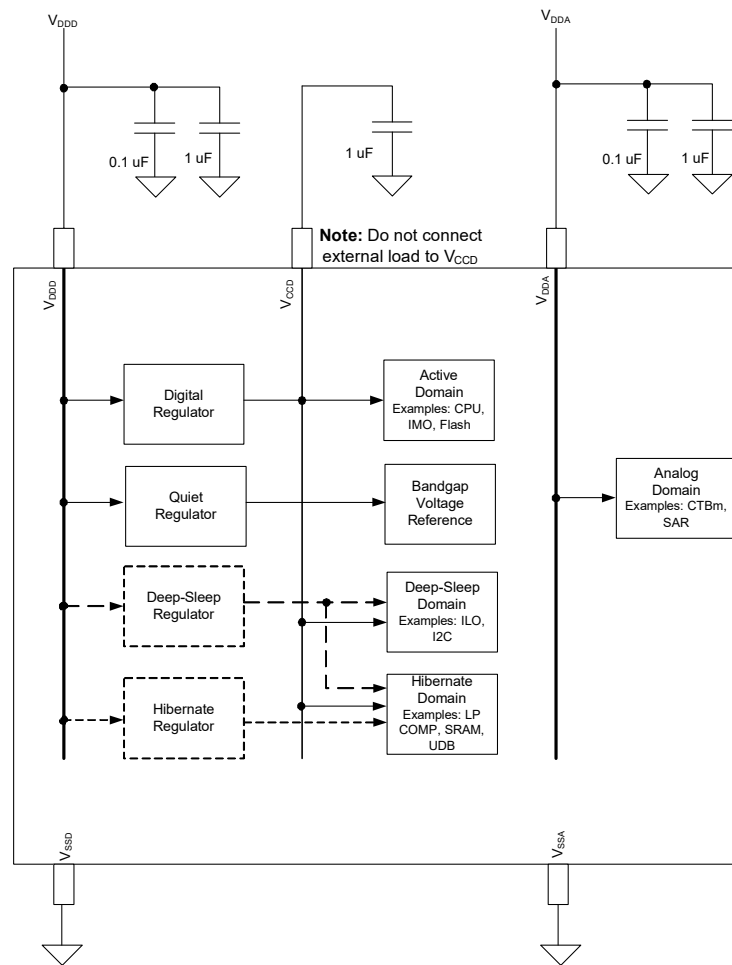 VDDD
VDDA
0.1 uF
1 uF
1 uF
0.1 uF
1 uF
Note: Do not connect
external load to VCCD
VDDD
VCCD
VDDA
Digital
Regulator
Active
Domain
Examples: CPU,
IMO, Flash
Quiet
Regulator
Bandgap
Voltage
Reference
Analog
Domain
Examples: CTBm,
SAR
Deep-Sleep
Regulator
Deep-Sleep
Domain
Examples: ILO,
I2C
Hibernate
Regulator
Hibernate
Domain
Examples: LP
COMP, SRAM,
UDB
VSSD
VSSA